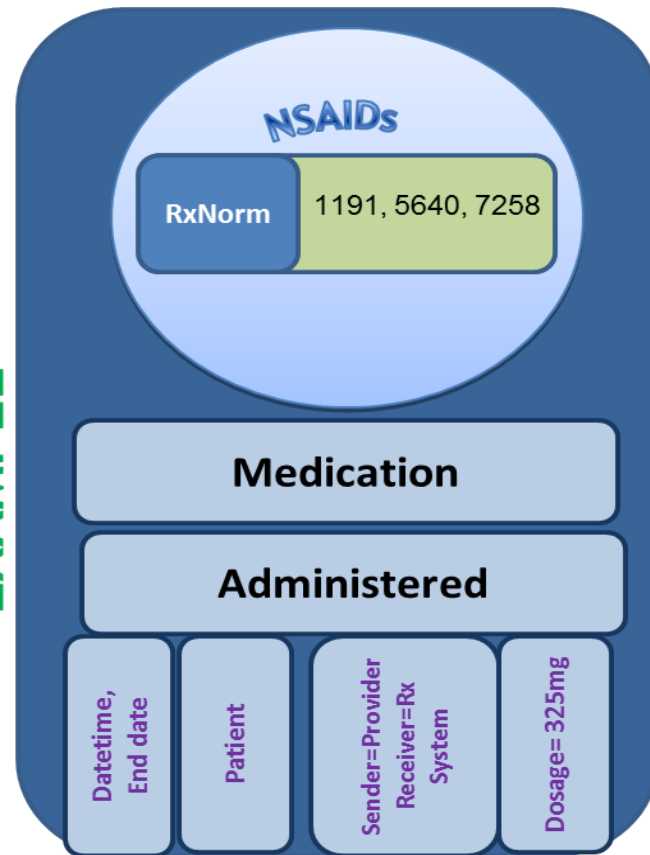 NSAIDs
RxNorm
1191, 5640, 7258
Medication
Administered
Datetime,
End date
Patient
Sender=Provider
Receiver=Rx
System
Dosage= 325mg